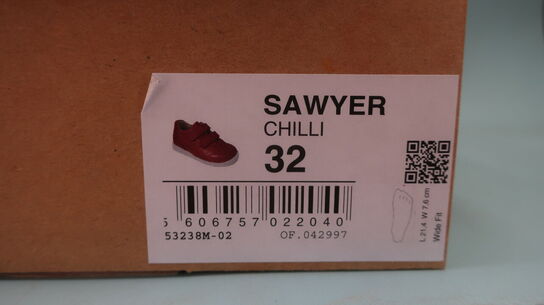 SAWYER
CHILLI
32
5 606757 022040
53238M-02 OF.042997
L 21,4 W 7,6 cm
Wide Fit